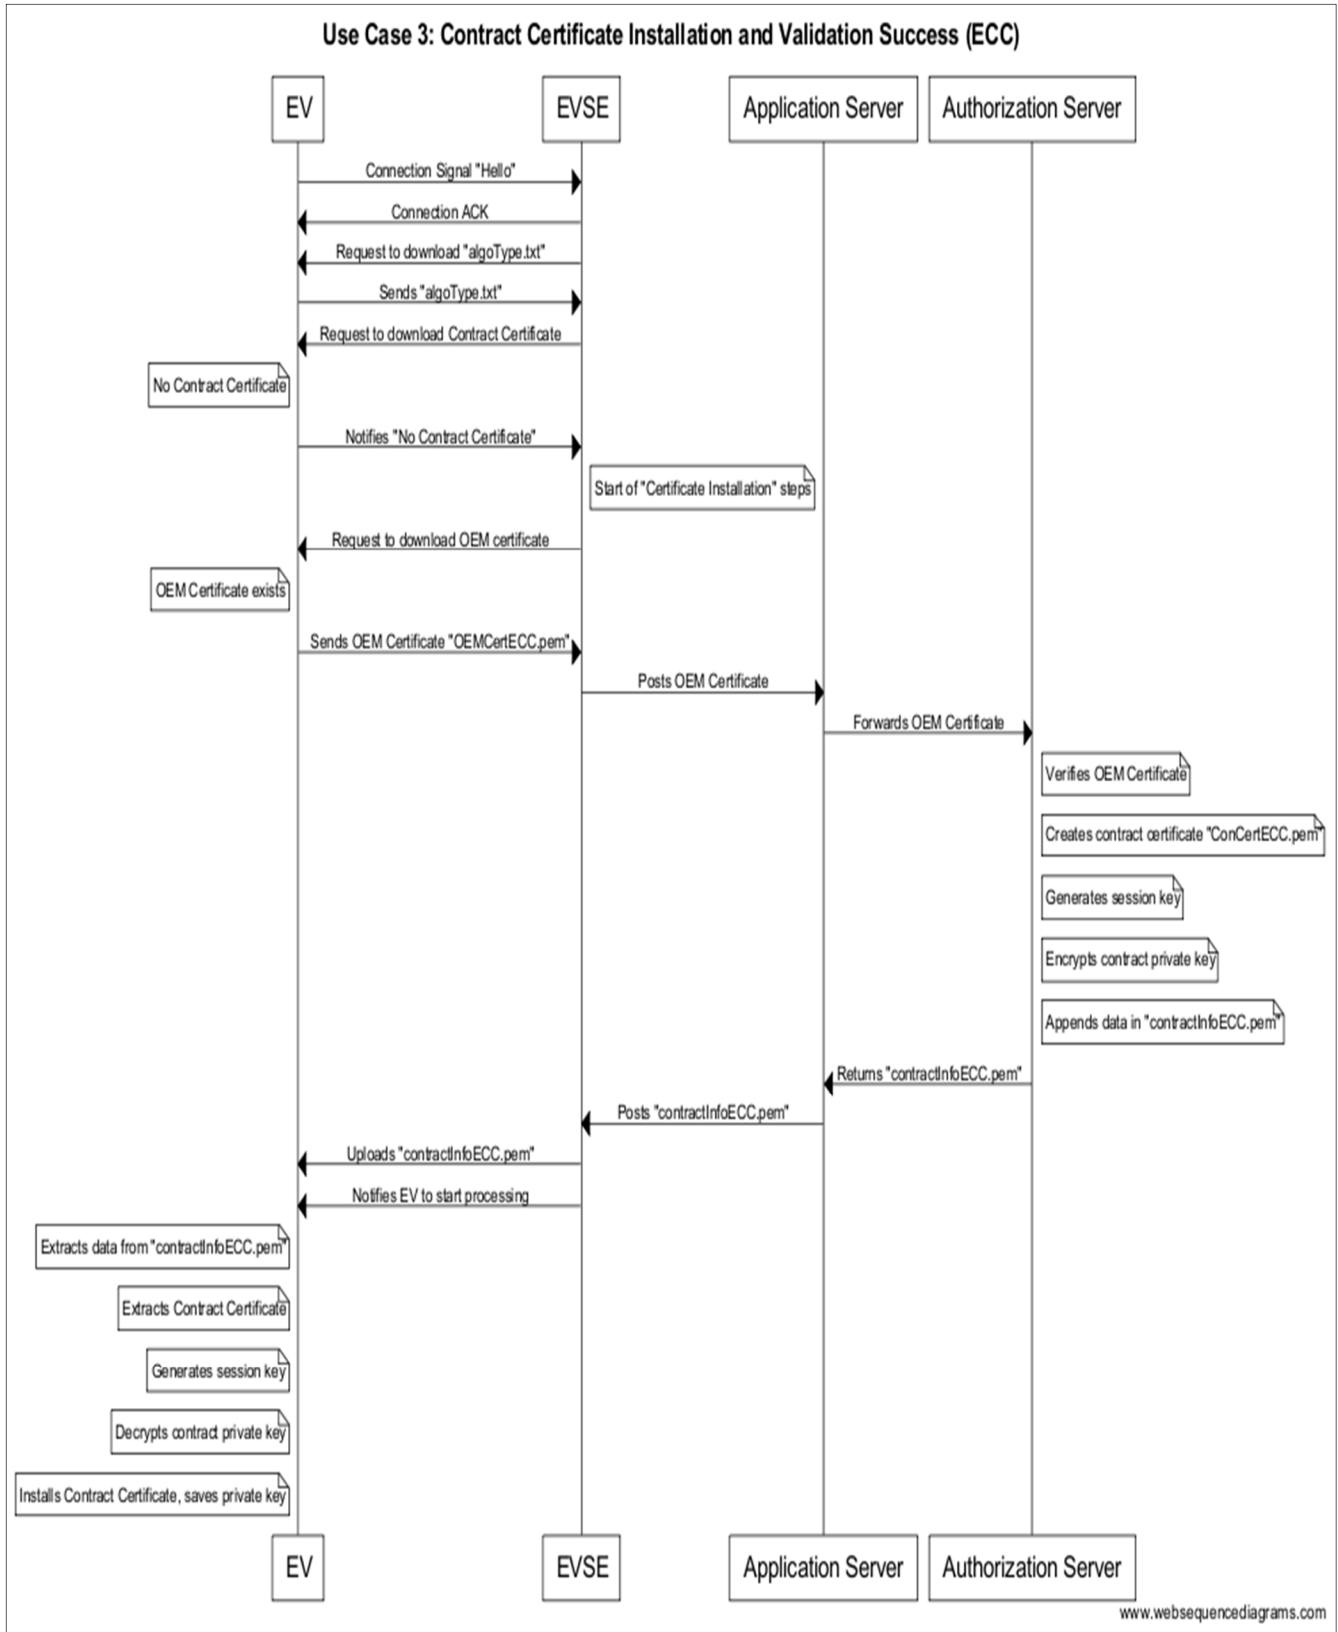 Use Case 3: Contract Certificate Installation and Validation Success (ECC)
EV
EVSE
Application Server
Authorization Server
Connection Signal "Hello"
Connection ACK
Request to download "algoType.txt"
Sends "algoType.txt"
Request to download Contract Certificate
No Contract Certificate
Notifies "No Contract Certificate"
Start of "Certificate Installation" steps
Request to download OEM certificate
OEM Certificate exists
Sends OEM Certificate "OEMCertECC.pem"
Posts OEM Certificate
Forwards OEM Certificate
Verifies OEM Certificate
Creates contract certificate "ConCertECC.pem"
Generates session key
Encrypts contract private key
Appends data in "contractInfoECC.pem"
Returns "contractInfoECC.pem"
Posts "contractInfoECC.pem"
Uploads "contractInfoECC.pem"
Notifies EV to start processing
Extracts data from "contractInfoECC.pem"
Extracts Contract Certificate
Generates session key
Decrypts contract private key
Installs Contract Certificate, saves private key
EV
EVSE
Application Server
Authorization Server
www.websequencediagrams.com